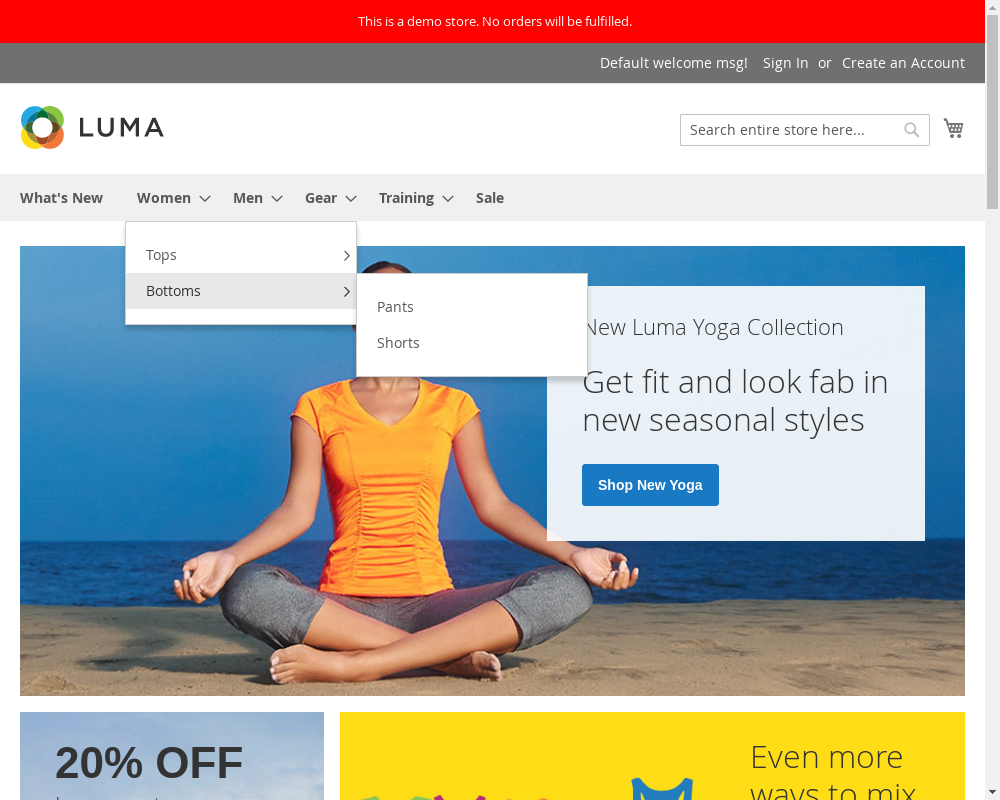 This is a demo store. No orders will be fulfilled.
Default welcome msg! Sign In or Create an Account
LUMA
Search entire store here...
What's New Women Men Gear Training Sale
Tops
Bottoms
Pants
Shorts
New Luma Yoga Collection
Get fit and look fab in
new seasonal styles
Shop New Yoga
20% OFF
Even more
ways to mix